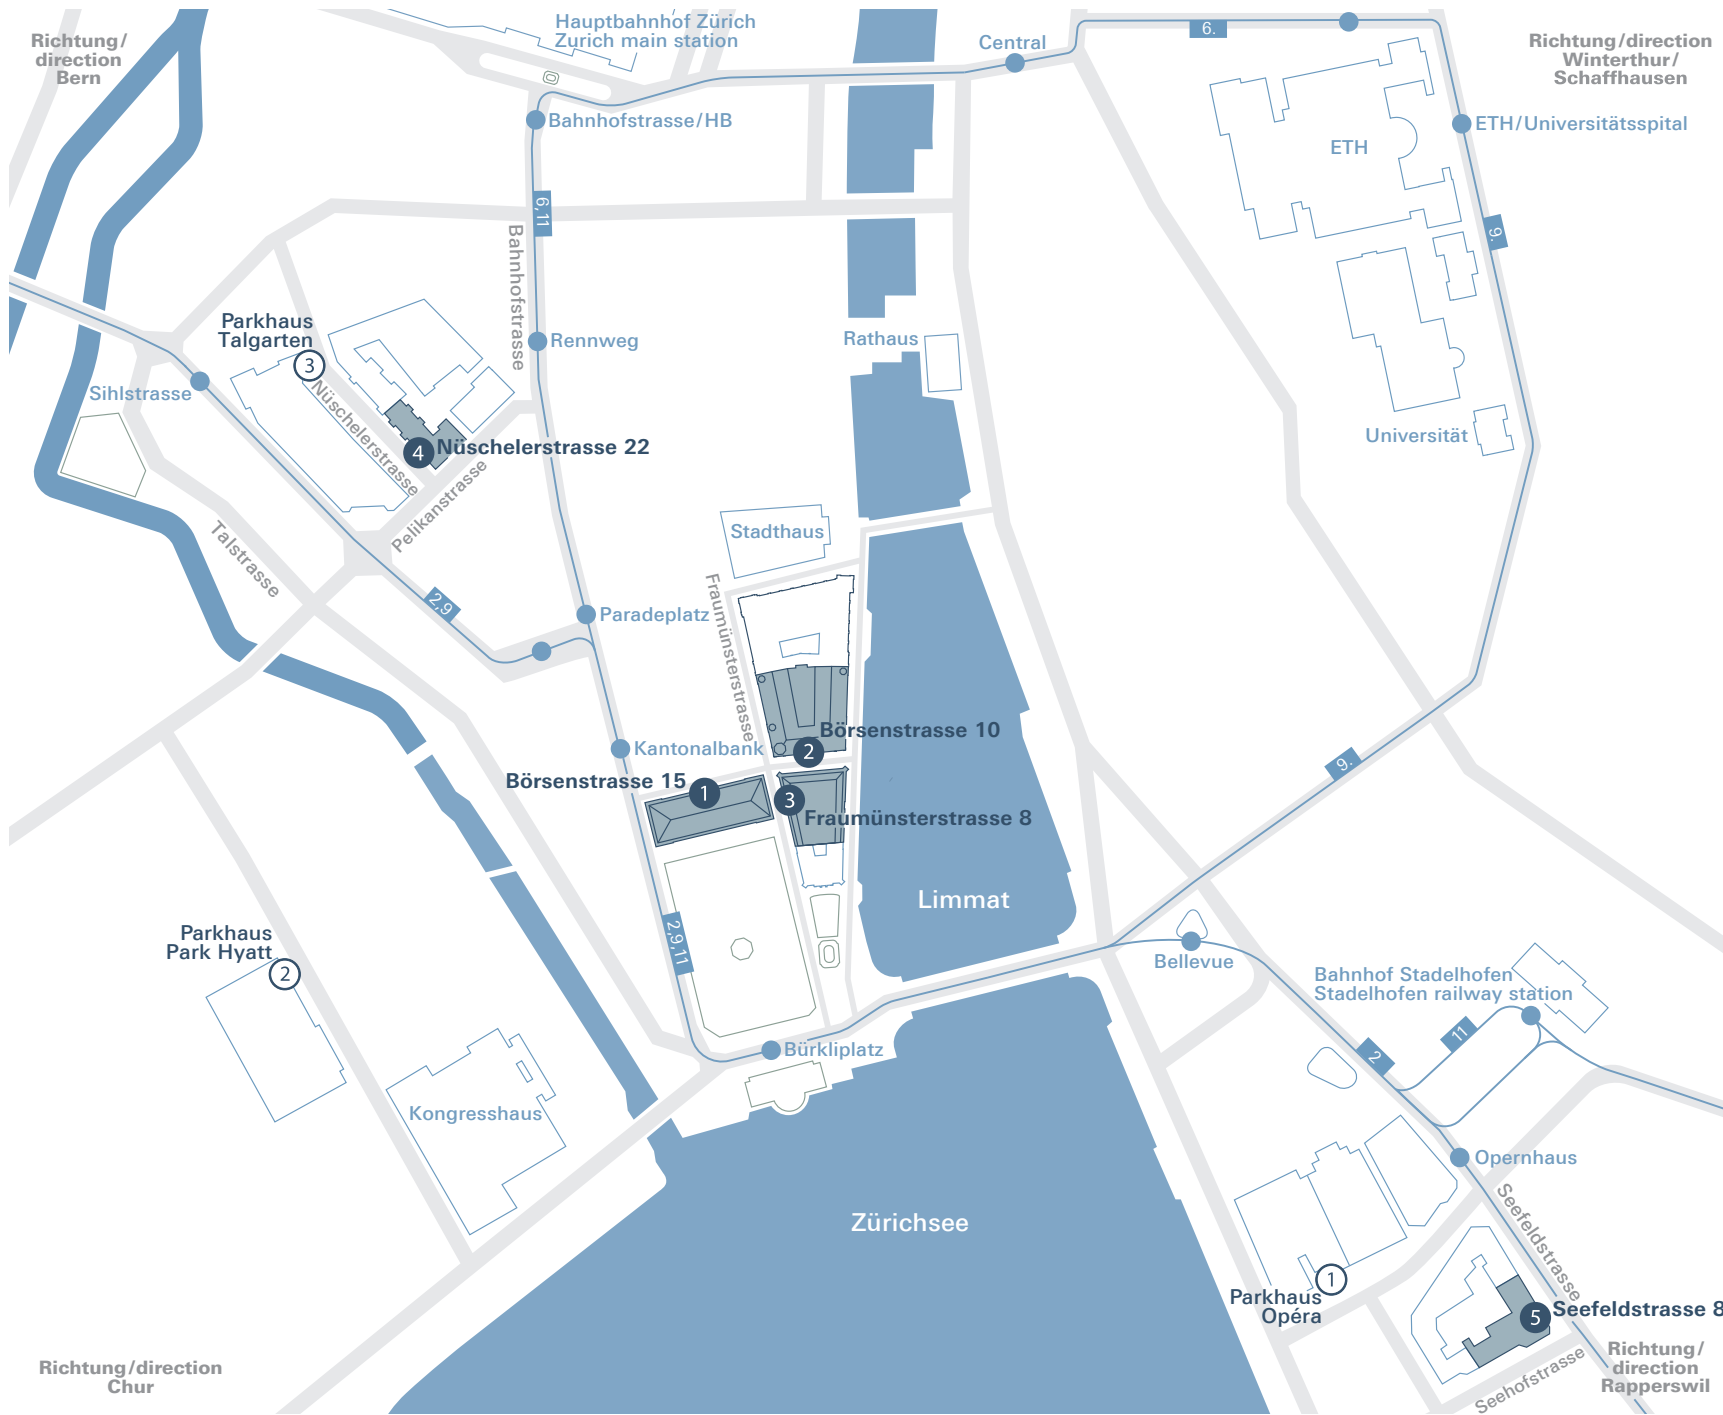 Hauptbahnhof Zürich
Zurich main station
Richtung/
direction
Bern
Central
6.
Richtung/direction
Winterthur/
Schaffhausen
Bahnhofstrasse/HB
ETH/Universitätsspital
ETH
6,11
9.
Bahnhofstrasse
Parkhaus
Talgarten
3
Rennweg
Rathaus
Sihlstrasse
Nüschelerstrasse
4
Nüschelerstrasse 22
Universität
Pelikanstrasse
Talstrasse
Stadthaus
2,9
Paradeplatz
Fraumünsterstrasse
Börsenstrasse 10
2
Kantonalbank
9.
Börsenstrasse 15
1
3
Fraumünsterstrasse 8
Limmat
Parkhaus
Park Hyatt
2
2,9,11
Bellevue
Bahnhof Stadelhofen
Stadelhofen railway station
11
2
Bürkliplatz
Kongresshaus
Opernhaus
Zürichsee
Seefeldstrasse
1
Parkhaus
Opéra
5
Seefeldstrasse 8
Richtung/direction
Chur
Richtung/
direction
Rapperswil
Seehofstrasse